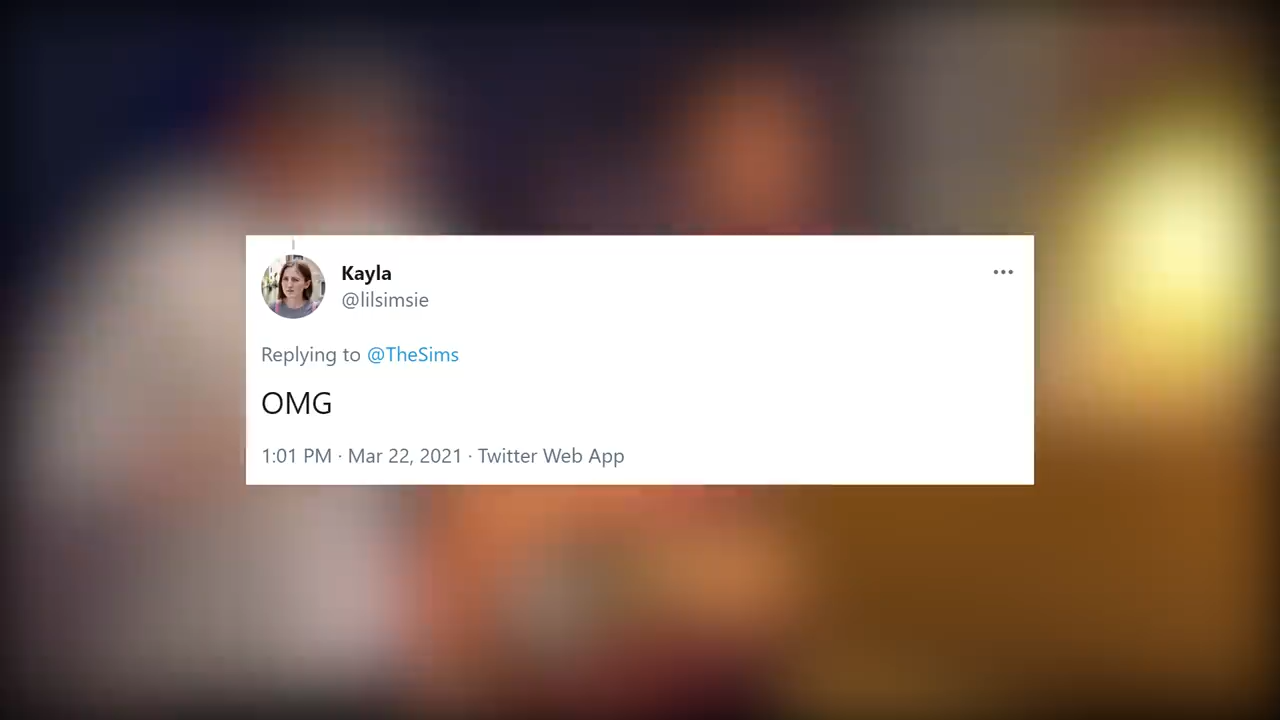 Kayla
@lilsimsie
Replying to @TheSims
OMG
1:01 PM · Mar 22, 2021 · Twitter Web App